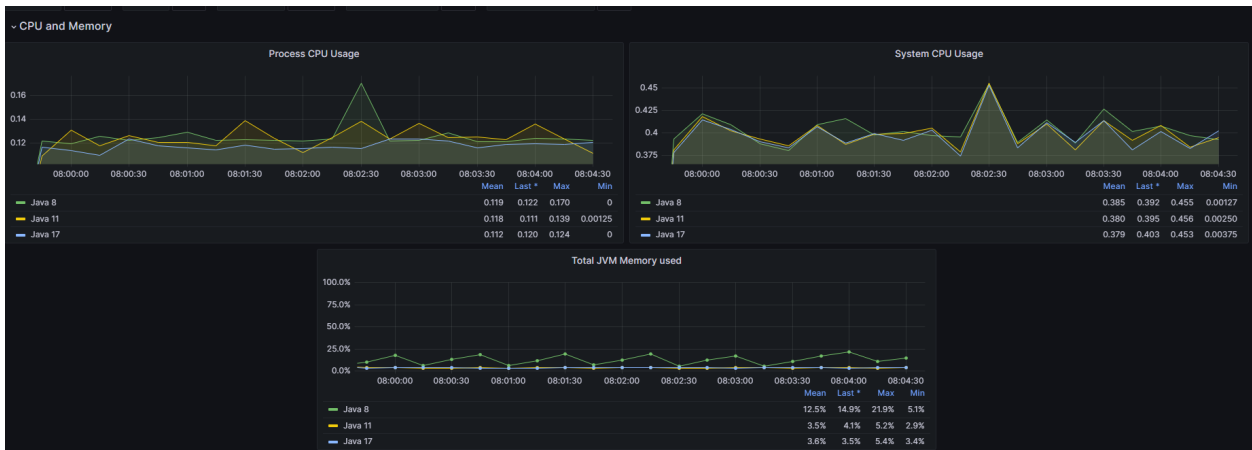 CPU and Memory
Process CPU Usage
0.16
0.14
0.12
08:00:00 08:00:30 08:01:00 08:01:30 08:02:00 08:02:30 08:03:00 08:03:30 08:04:00 08:04:30
Mean Last * Max Min
Java 8 0.119 0.122 0.170 0
Java 11 0.118 0.111 0.139 0.00125
Java 17 0.112 0.120 0.124 0
System CPU Usage
0.45
0.425
0.4
0.375
08:00:00 08:00:30 08:01:00 08:01:30 08:02:00 08:02:30 08:03:00 08:03:30 08:04:00 08:04:30
Mean Last * Max Min
Java 8 0.385 0.392 0.455 0.00127
Java 11 0.380 0.395 0.456 0.00250
Java 17 0.379 0.403 0.453 0.00375
Total JVM Memory used
100.0%
75.0%
50.0%
25.0%
0.0%
08:00:00 08:00:30 08:01:00 08:01:30 08:02:00 08:02:30 08:03:00 08:03:30 08:04:00 08:04:30
Mean Last * Max Min
Java 8 12.5% 14.9% 21.9% 5.1%
Java 11 3.5% 4.1% 5.2% 2.9%
Java 17 3.6% 3.5% 5.4% 3.4%